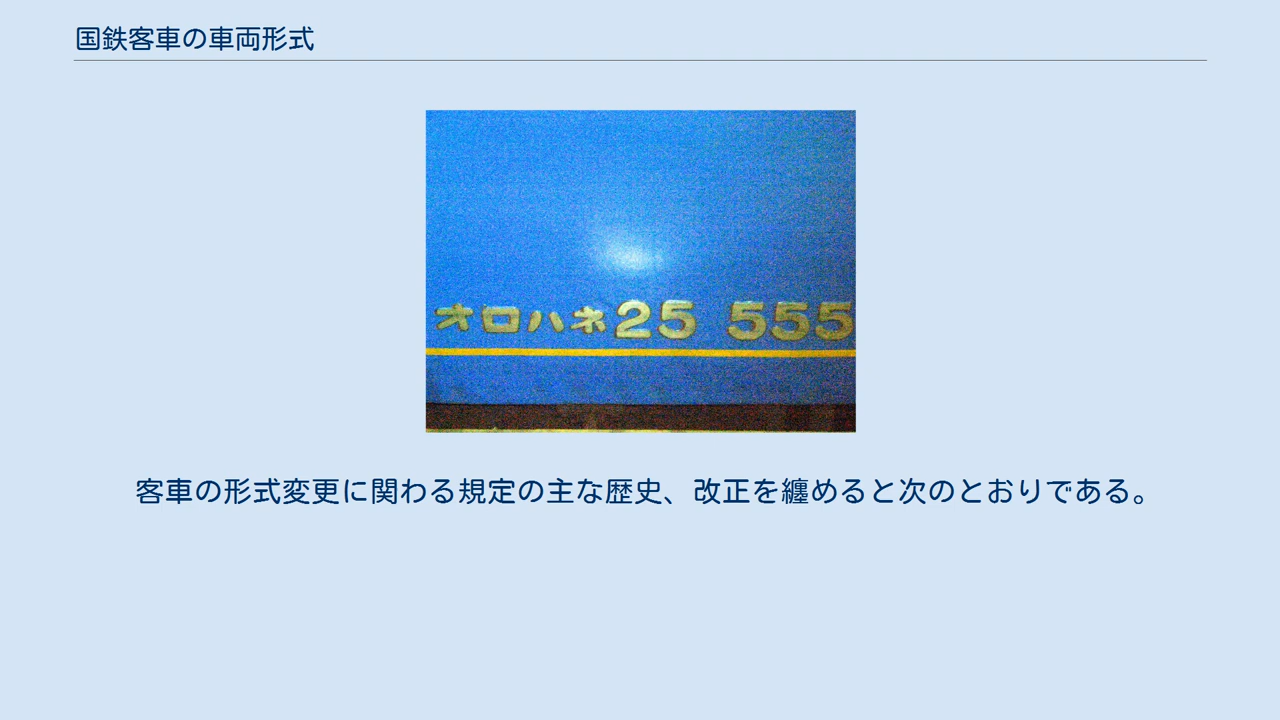 国鉄客車の車両形式
オロハネ25 555
客車の形式変更に関わる規定の主な歴史、改正を纏めると次のとおりである。